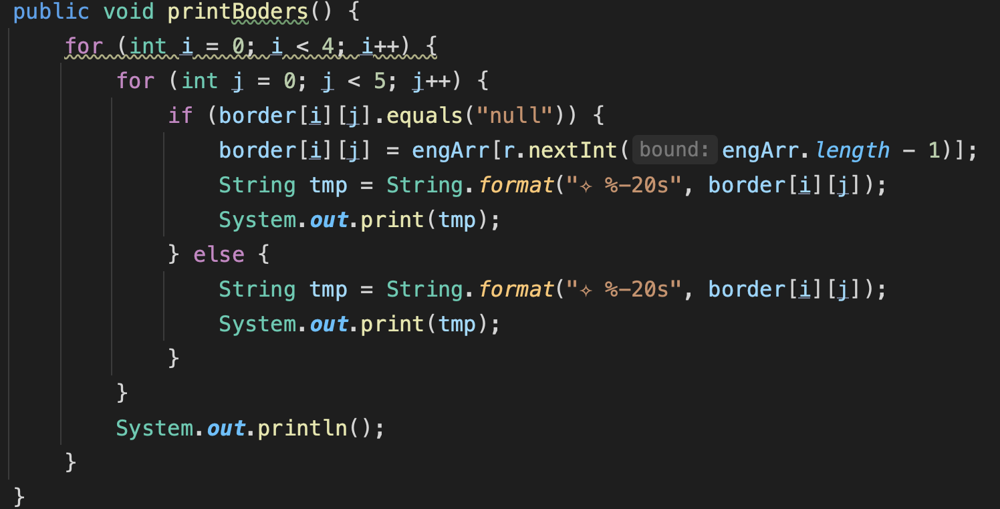 public void printBoders() {
    for (int i = 0; i < 4; i++) {
        for (int j = 0; j < 5; j++) {
            if (border[i][j].equals("null")) {
                border[i][j] = engArr[r.nextInt( bound: engArr.length - 1)];
                String tmp = String.format("✧ %-20s", border[i][j]);
                System.out.print(tmp);
            } else {
                String tmp = String.format("✧ %-20s", border[i][j]);
                System.out.print(tmp);
            }
        }
        System.out.println();
    }
}